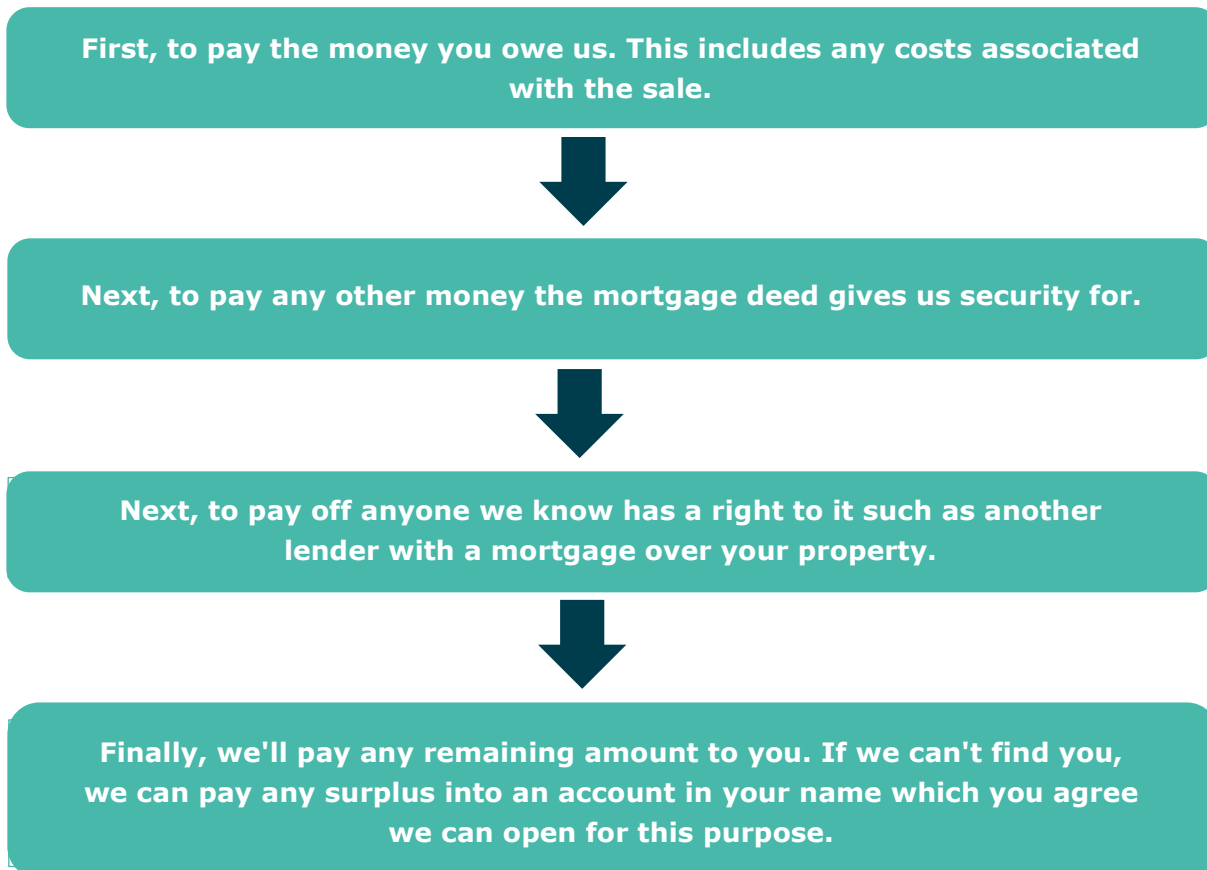 First, to pay the money you owe us. This includes any costs associated
with the sale.
Next, to pay any other money the mortgage deed gives us security for.
Next, to pay off anyone we know has a right to it such as another
lender with a mortgage over your property.
Finally, we'll pay any remaining amount to you. If we can't find you,
we can pay any surplus into an account in your name which you agree
we can open for this purpose.